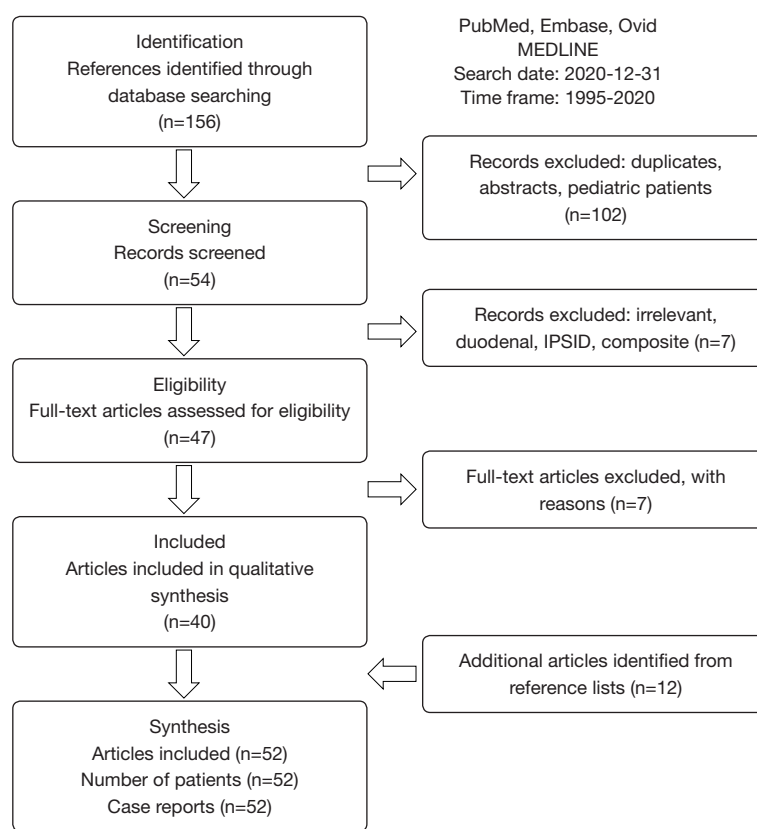 Identification
References identified through
database searching
(n=156)
PubMed, Embase, Ovid
MEDLINE
Search date: 2020-12-31
Time frame: 1995-2020
Records excluded: duplicates,
abstracts, pediatric patients
(n=102)
Screening
Records screened
(n=54)
Records excluded: irrelevant,
duodenal, IPSID, composite (n=7)
Eligibility
Full-text articles assessed for eligibility
(n=47)
Full-text articles excluded, with
reasons (n=7)
Included
Articles included in qualitative
synthesis
(n=40)
Additional articles identified from
reference lists (n=12)
Synthesis
Articles included (n=52)
Number of patients (n=52)
Case reports (n=52)